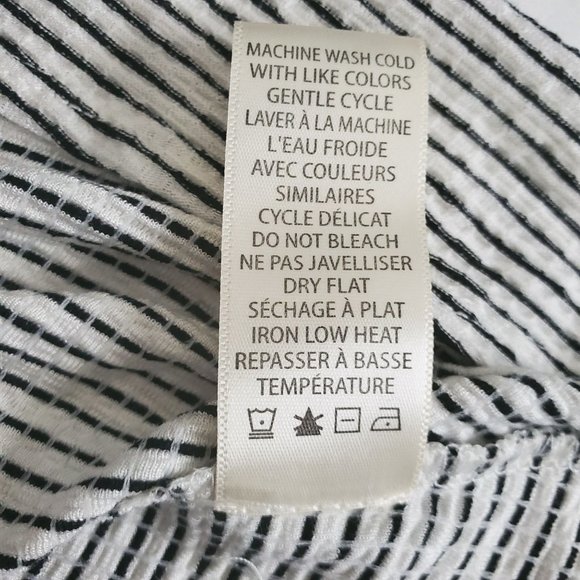 MACHINE WASH COLD
WITH LIKE COLORS
GENTLE CYCLE
LAVER À LA MACHINE
L'EAU FROIDE
AVEC COULEURS
SIMILAIRES
CYCLE DÉLICAT
DO NOT BLEACH
NE PAS JAVELLISER
DRY FLAT
SÉCHAGE À PLAT
IRON LOW HEAT
REPASSER À BASSE
TEMPÉRATURE